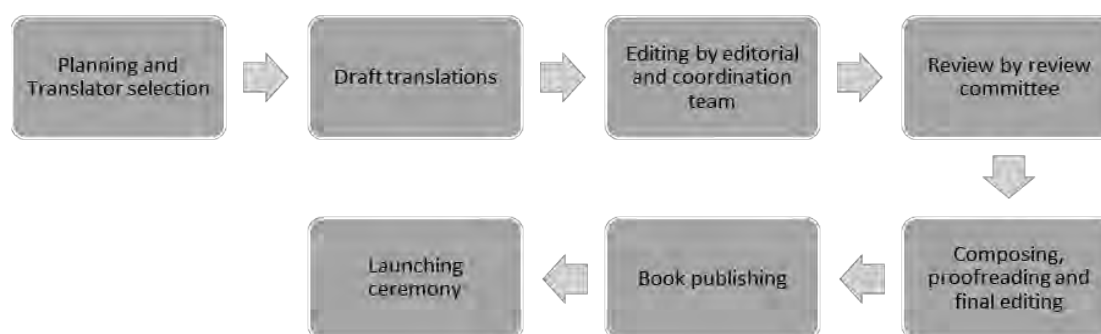 Planning and
Translator selection
Draft translations
Editing by editorial
and coordination
team
Review by review
committee
Composing,
proofreading and
final editing
Book publishing
Launching
ceremony